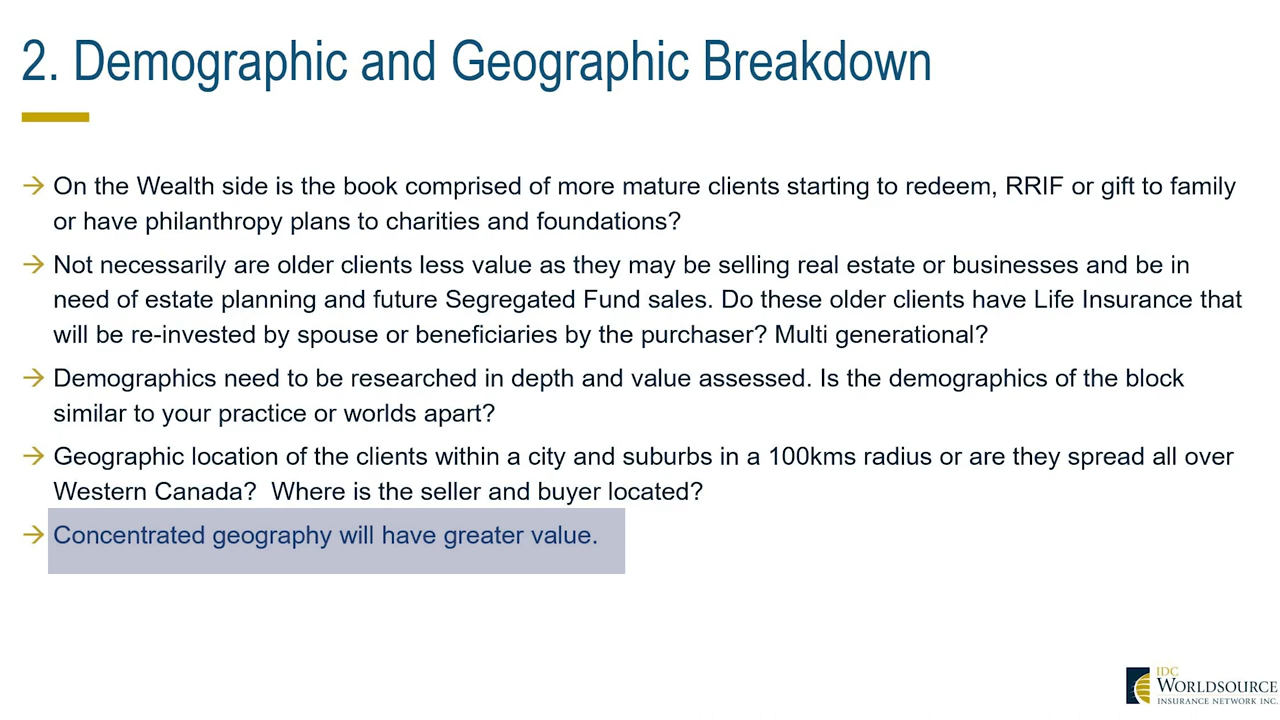 2. Demographic and Geographic Breakdown
→ On the Wealth side is the book comprised of more mature clients starting to redeem, RRIF or gift to family
or have philanthropy plans to charities and foundations?
→ Not necessarily are older clients less value as they may be selling real estate or businesses and be in
need of estate planning and future Segregated Fund sales. Do these older clients have Life Insurance that
will be re-invested by spouse or beneficiaries by the purchaser? Multi generational?
→ Demographics need to be researched in depth and value assessed. Is the demographics of the block
similar to your practice or worlds apart?
→ Geographic location of the clients within a city and suburbs in a 100kms radius or are they spread all over
Western Canada?  Where is the seller and buyer located?
→ Concentrated geography will have greater value.
IDC
WORLDSOURCE
INSURANCE NETWORK INC.